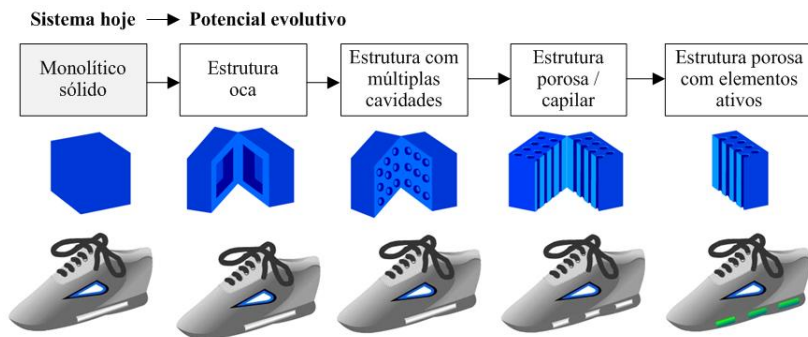 Sistema hoje Potencial evolutivo
Monolítico
sólido
Estrutura
oca
Estrutura com
múltiplas
cavidades
Estrutura
porosa /
capilar
Estrutura porosa
com elementos
ativos